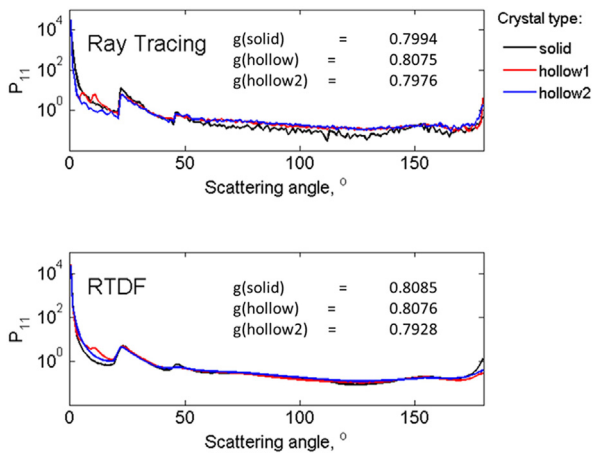 Crystal type:
solid
hollow1
hollow2
Ray Tracing
g(solid) = 0.7994
g(hollow) = 0.8075
g(hollow2) = 0.7976
P11
10^4
10^2
10^0
0 50 100 150
Scattering angle, °
RTDF
g(solid) = 0.8085
g(hollow) = 0.8076
g(hollow2) = 0.7928
P11
10^4
10^2
10^0
0 50 100 150
Scattering angle, °